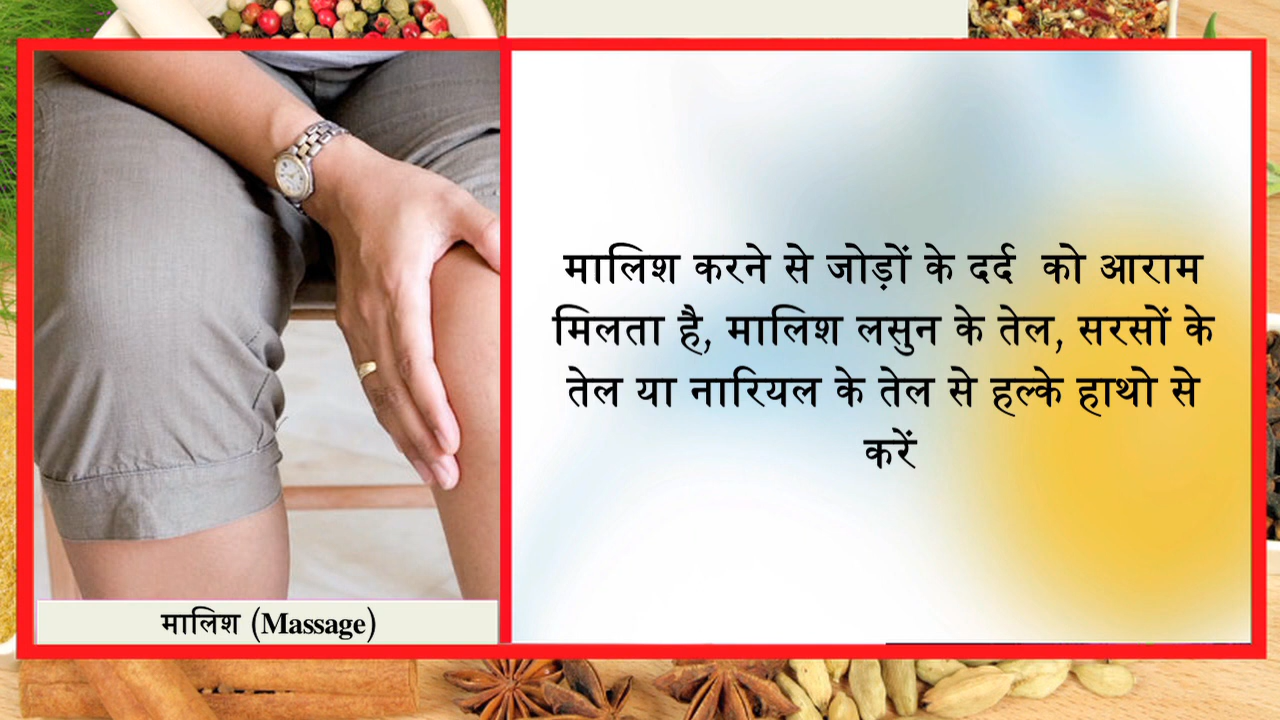 मालिश करने से जोड़ों के दर्द को आराम
मिलता है, मालिश लसुन के तेल, सरसों के
तेल या नारियल के तेल से हल्के हाथो से
करें
मालिश (Massage)